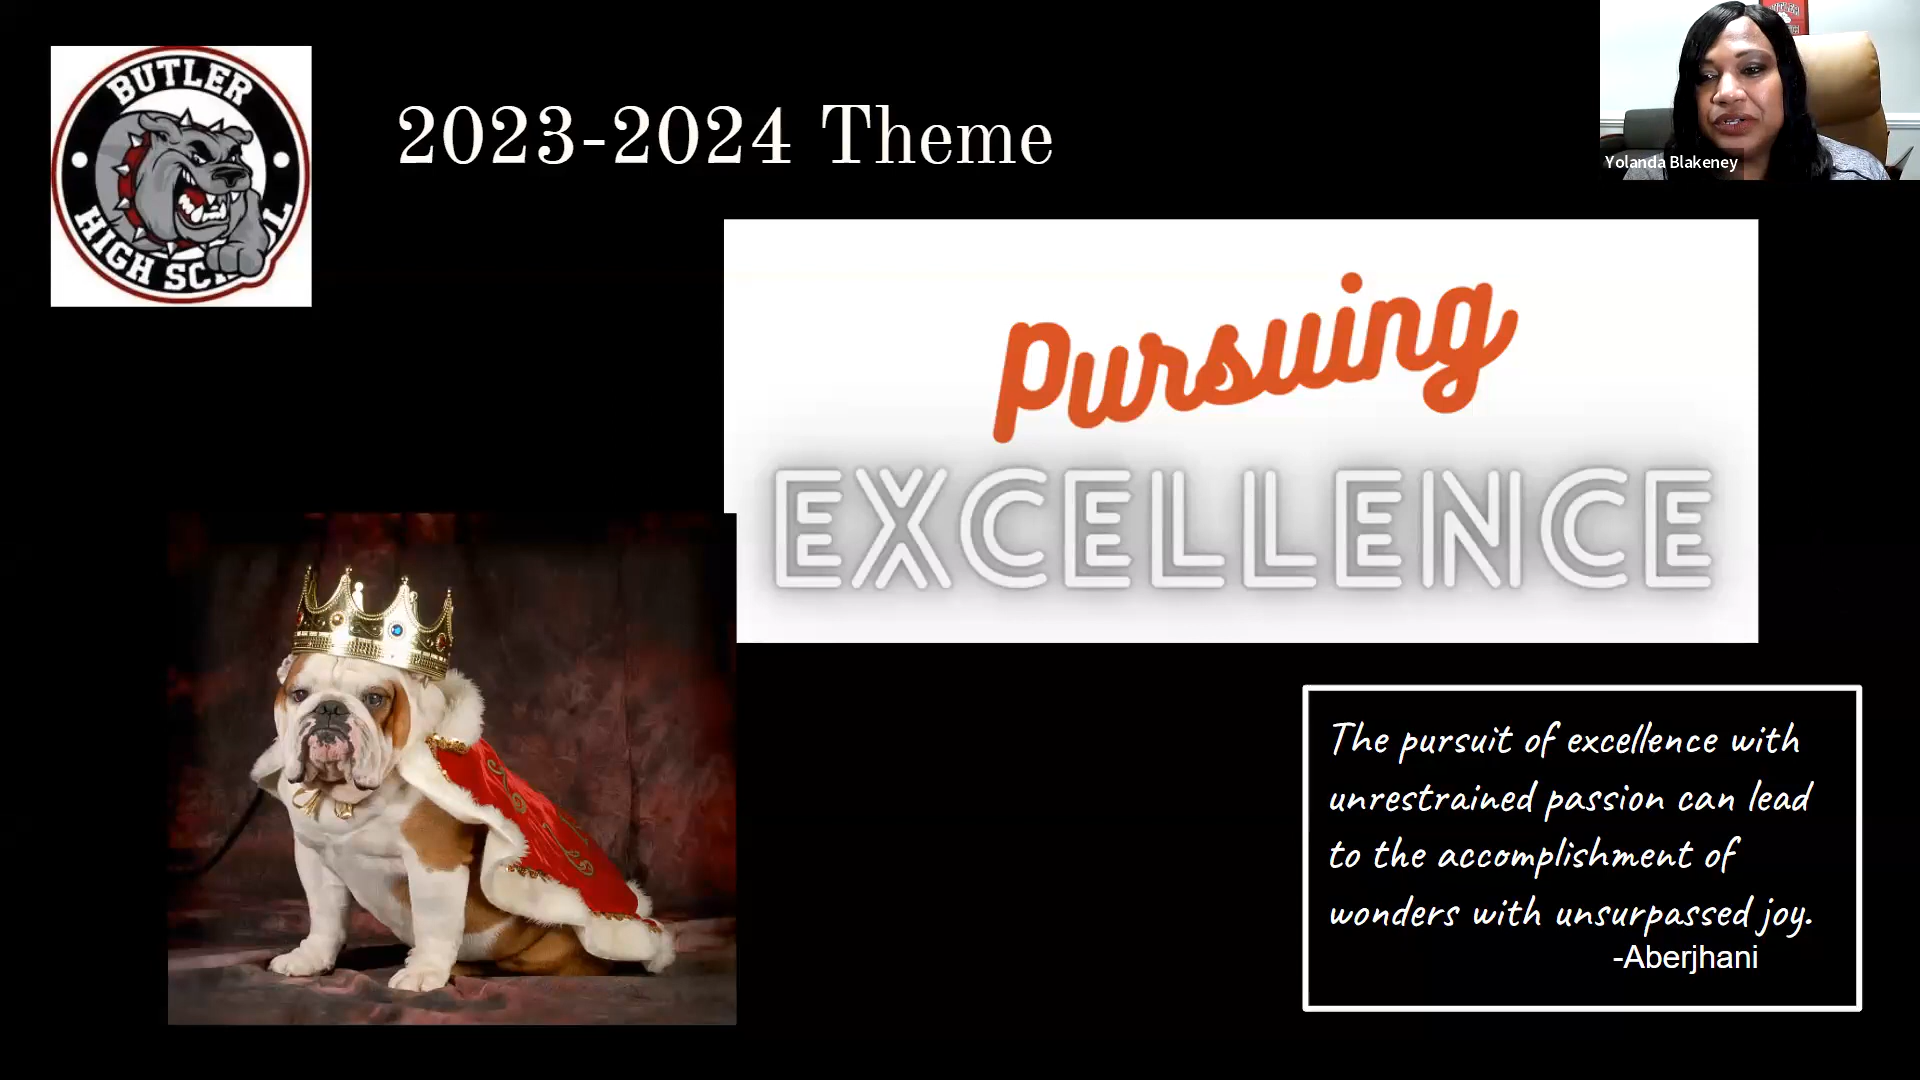 BUTLER
HIGH SC
2023-2024 Theme
Yolanda Blakeney
Pursuing
EXCELLENCE
The pursuit of excellence with
unrestrained passion can lead
to the accomplishment of
wonders with unsurpassed joy.
-Aberjhani